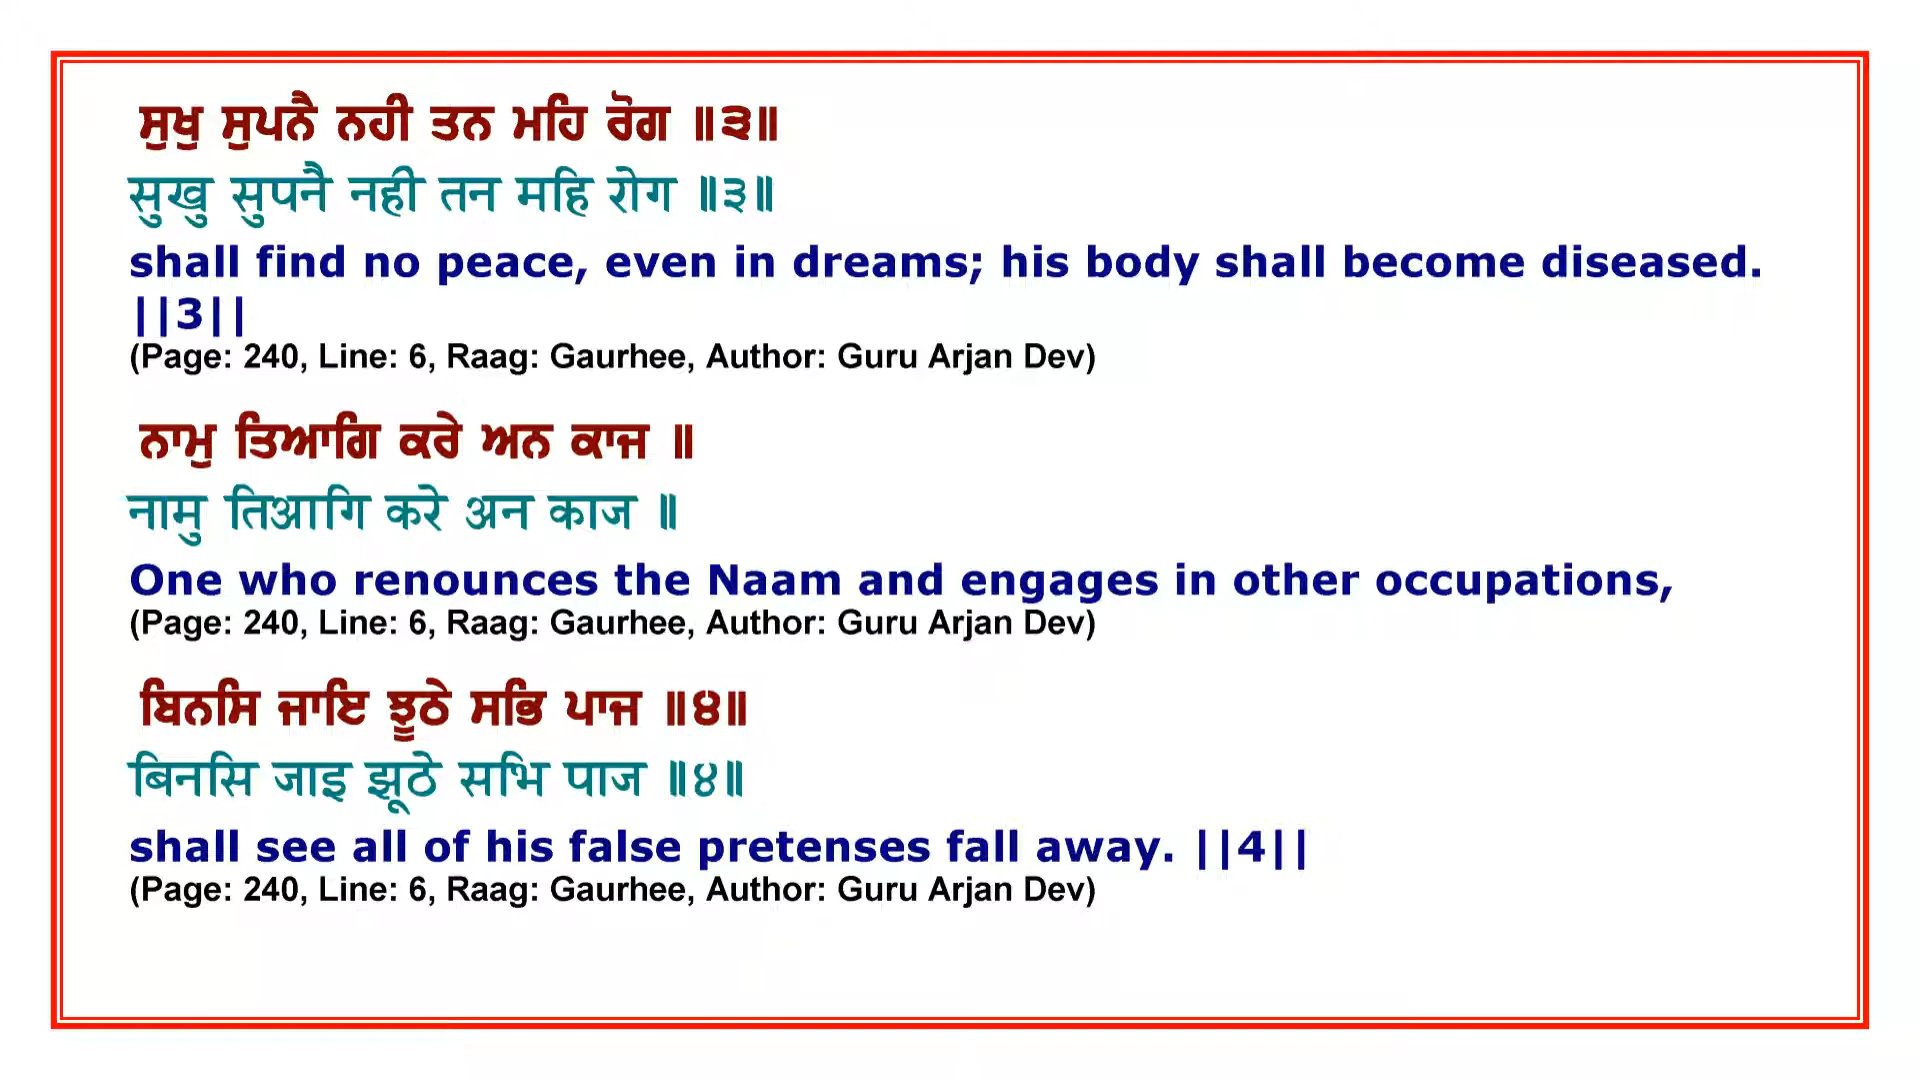 ਸੁਖੁ ਸੁਪਨੈ ਨਹੀ ਤਨ ਮਹਿ ਰੋਗ ॥੩॥
सुखु सुपनै नही तन महि रोग ॥३॥
shall find no peace, even in dreams; his body shall become diseased.
||3||
(Page: 240, Line: 6, Raag: Gaurhee, Author: Guru Arjan Dev)
ਨਾਮੁ ਤਿਆਗਿ ਕਰੇ ਅਨ ਕਾਜ ॥
नामु तिआगि करे अन काज ॥
One who renounces the Naam and engages in other occupations,
(Page: 240, Line: 6, Raag: Gaurhee, Author: Guru Arjan Dev)
ਬਿਨਸਿ ਜਾਇ ਝੂਠੇ ਸਭਿ ਪਾਜ ॥੪॥
बिनसि जाइ झूठे सभि पाज ॥४॥
shall see all of his false pretenses fall away. ||4||
(Page: 240, Line: 6, Raag: Gaurhee, Author: Guru Arjan Dev)